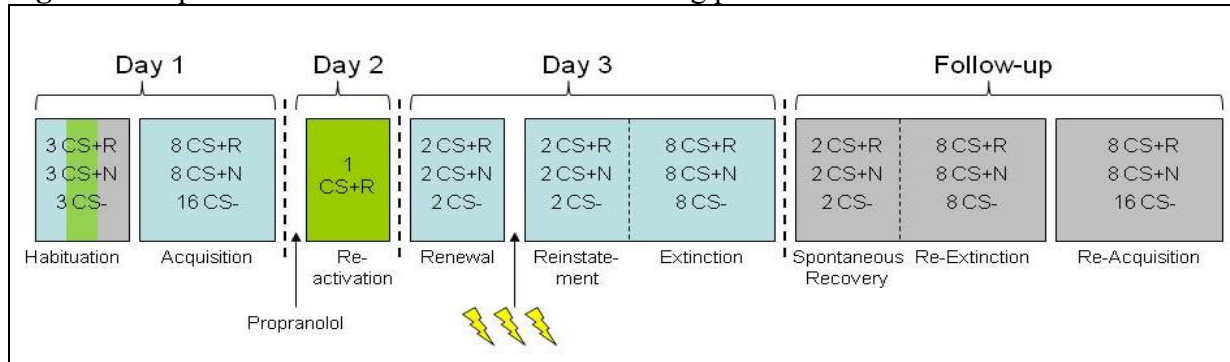 Day 1
Day 2
Day 3
Follow-up
3 CS+R
3 CS+N
3 CS-
8 CS+R
8 CS+N
16 CS-
1
CS+R
2 CS+R
2 CS+N
2 CS-
2 CS+R
2 CS+N
2 CS-
8 CS+R
8 CS+N
8 CS-
2 CS+R
2 CS+N
2 CS-
8 CS+R
8 CS+N
8 CS-
8 CS+R
8 CS+N
16 CS-
Habituation
Acquisition
Re-
activation
Renewal
Reinstate-
ment
Extinction
Spontaneous
Recovery
Re-Extinction
Re-Acquisition
Propranolol